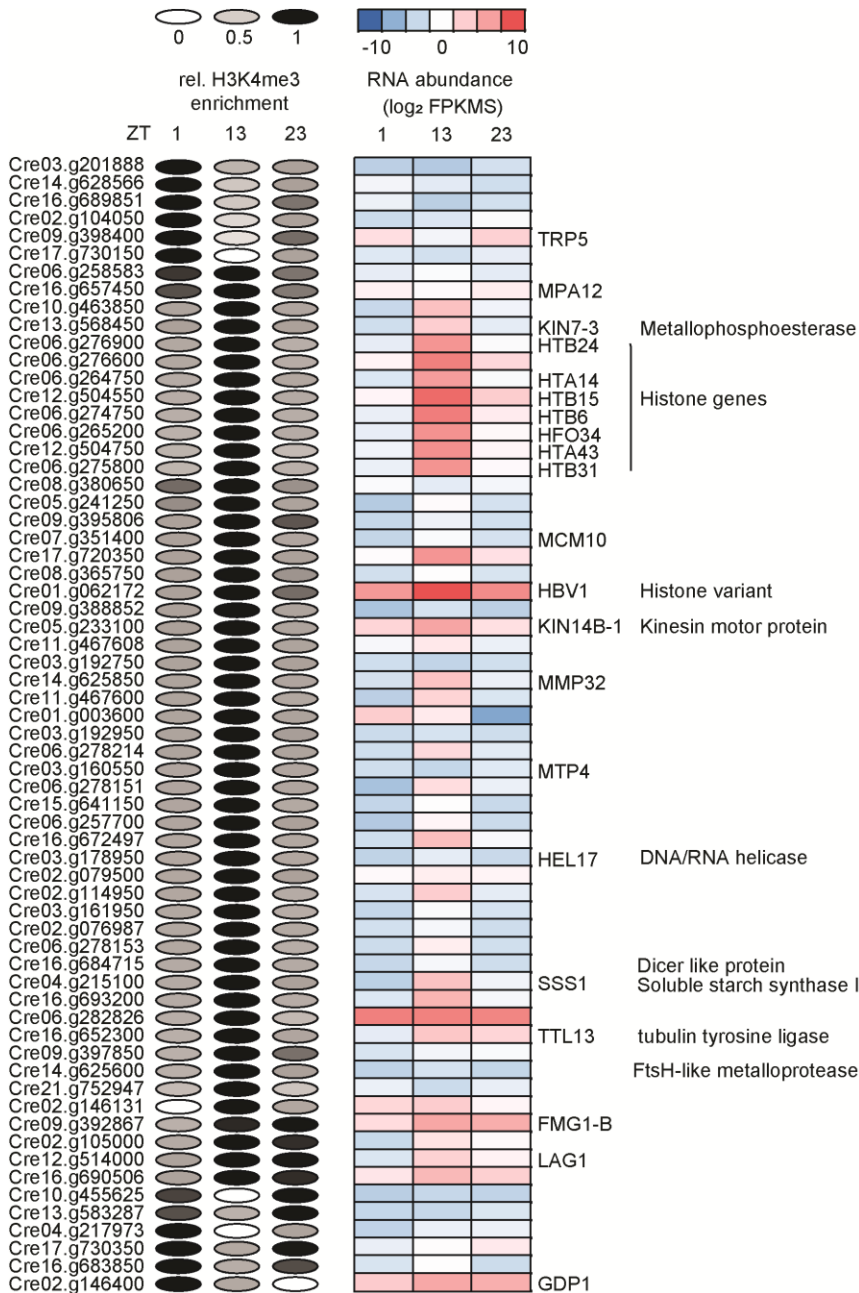 0 0.5 1 -10 0 10
rel. H3K4me3 RNA abundance
enrichment (log₂ FPKMS)
ZT 1 13 23 1 13 23
Cre03.g201888
Cre14.g628566
Cre16.g689851
Cre02.g104050
Cre09.g398400 TRP5
Cre17.g730150
Cre06.g258583
Cre16.g657450 MPA12
Cre10.g463850
Cre13.g568450 KIN7-3 Metallophosphoesterase
Cre06.g276900 HTB24
Cre06.g276600
Cre06.g264750 HTA14
Cre12.g504550 HTB15 Histone genes
Cre06.g274750 HTB6
Cre06.g265200 HFO34
Cre12.g504750 HTA43
Cre06.g275800 HTB31
Cre08.g380650
Cre05.g241250
Cre09.g395806
Cre07.g351400 MCM10
Cre17.g720350
Cre08.g365750
Cre01.g062172 HBV1 Histone variant
Cre09.g388852
Cre05.g233100 KIN14B-1 Kinesin motor protein
Cre11.g467608
Cre03.g192750
Cre14.g625850 MMP32
Cre11.g467600
Cre01.g003600
Cre03.g192950
Cre06.g278214
Cre03.g160550 MTP4
Cre06.g278151
Cre15.g641150
Cre06.g257700
Cre16.g672497
Cre03.g178950 HEL17 DNA/RNA helicase
Cre02.g079500
Cre02.g114950
Cre03.g161950
Cre02.g076987
Cre06.g278153
Cre16.g684715 Dicer like protein
Cre04.g215100 SSS1 Soluble starch synthase I
Cre16.g693200
Cre06.g282826
Cre16.g652300 TTL13 tubulin tyrosine ligase
Cre09.g397850
Cre14.g625600 FtsH-like metalloprotease
Cre21.g752947
Cre02.g146131
Cre09.g392867 FMG1-B
Cre02.g105000
Cre12.g514000 LAG1
Cre16.g690506
Cre10.g455625
Cre13.g583287
Cre04.g217973
Cre17.g730350
Cre16.g683850
Cre02.g146400 GDP1